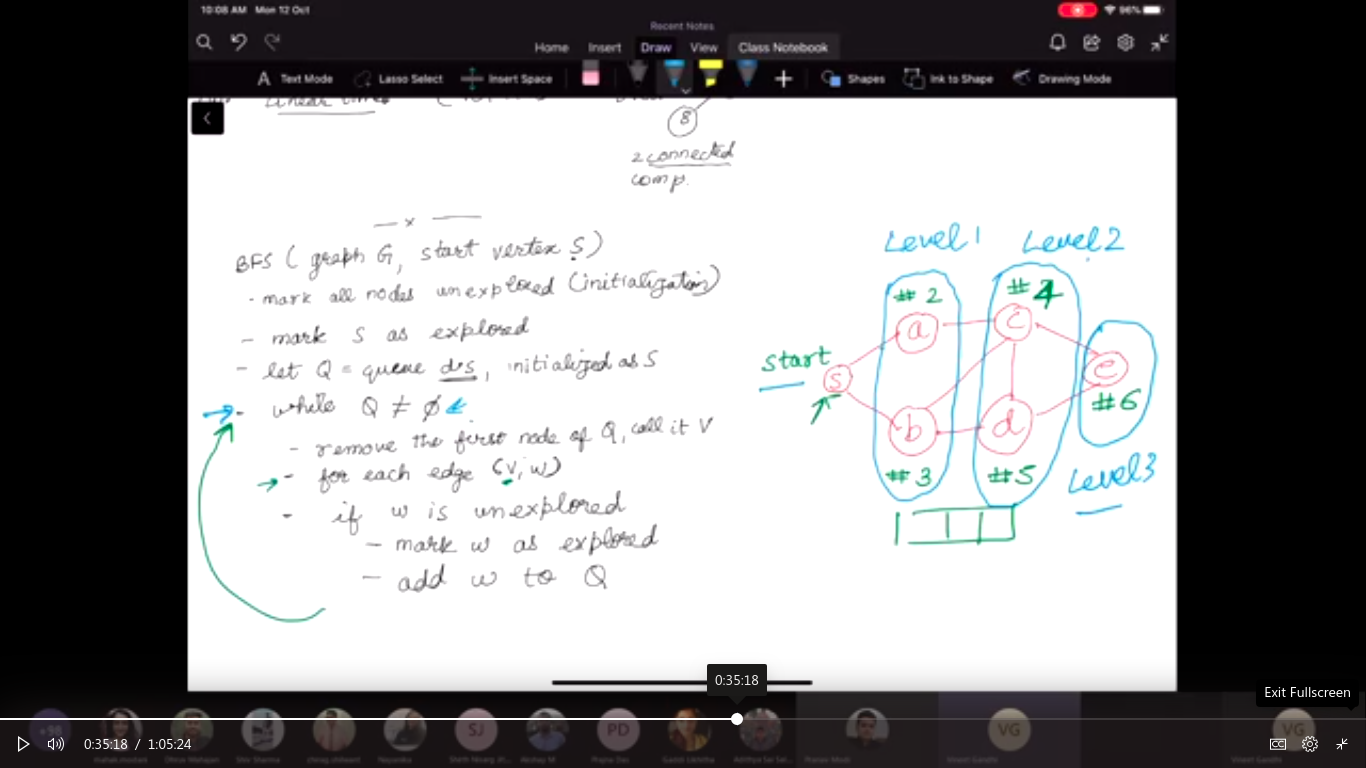 10:08 AM Mon 12 Oct
96%
Recent Notes
Home Insert Draw View Class Notebook
Text Mode Lasso Select Insert Space Shapes Ink to Shape Drawing Mode
8
2 connected
comp.
— x —
BFS ( graph G, start vertex S)
- mark all nodes unexplored (initialization)
- mark S as explored
- let Q = queue d.s, initialized as S
- while Q ≠ ø
- remove the first node of Q, call it V
- for each edge (v, w)
- if w is unexplored
- mark w as explored
- add w to Q
Level 1 Level 2
# 2 # 4
a c
start
s e
# 6
b d
# 3 # 5
Level 3
0:35:18
Exit Fullscreen
SJ PD VG VG
0:35:18 / 1:05:24
CC